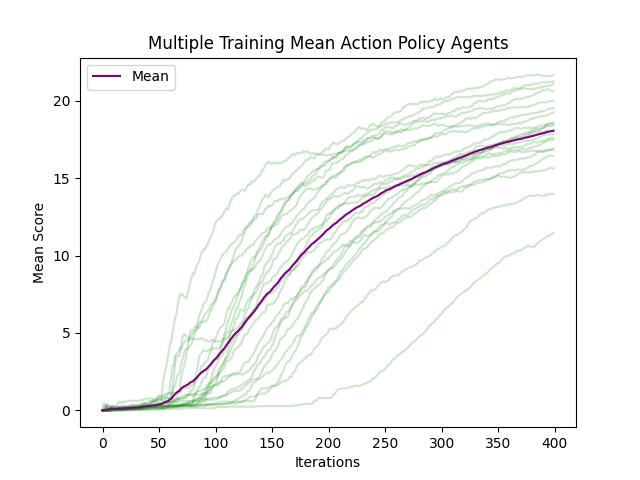 Multiple Training Mean Action Policy Agents
Mean
20
15
10
5
0
Mean Score
0 50 100 150 200 250 300 350 400
Iterations